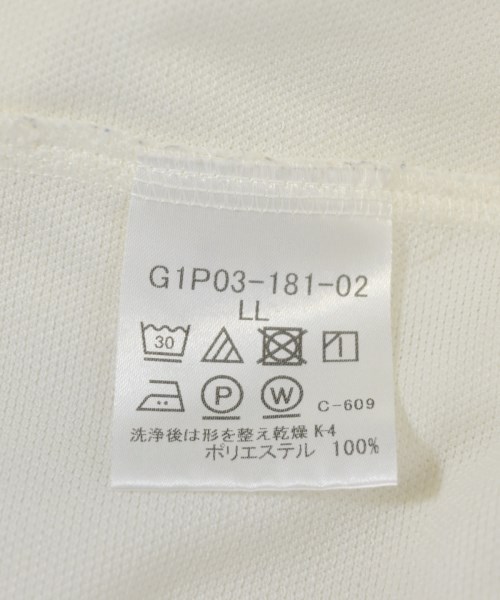 G1P03-181-02
LL
30
P W C-609
洗浄後は形を整え乾燥 K-4
ポリエステル 100%